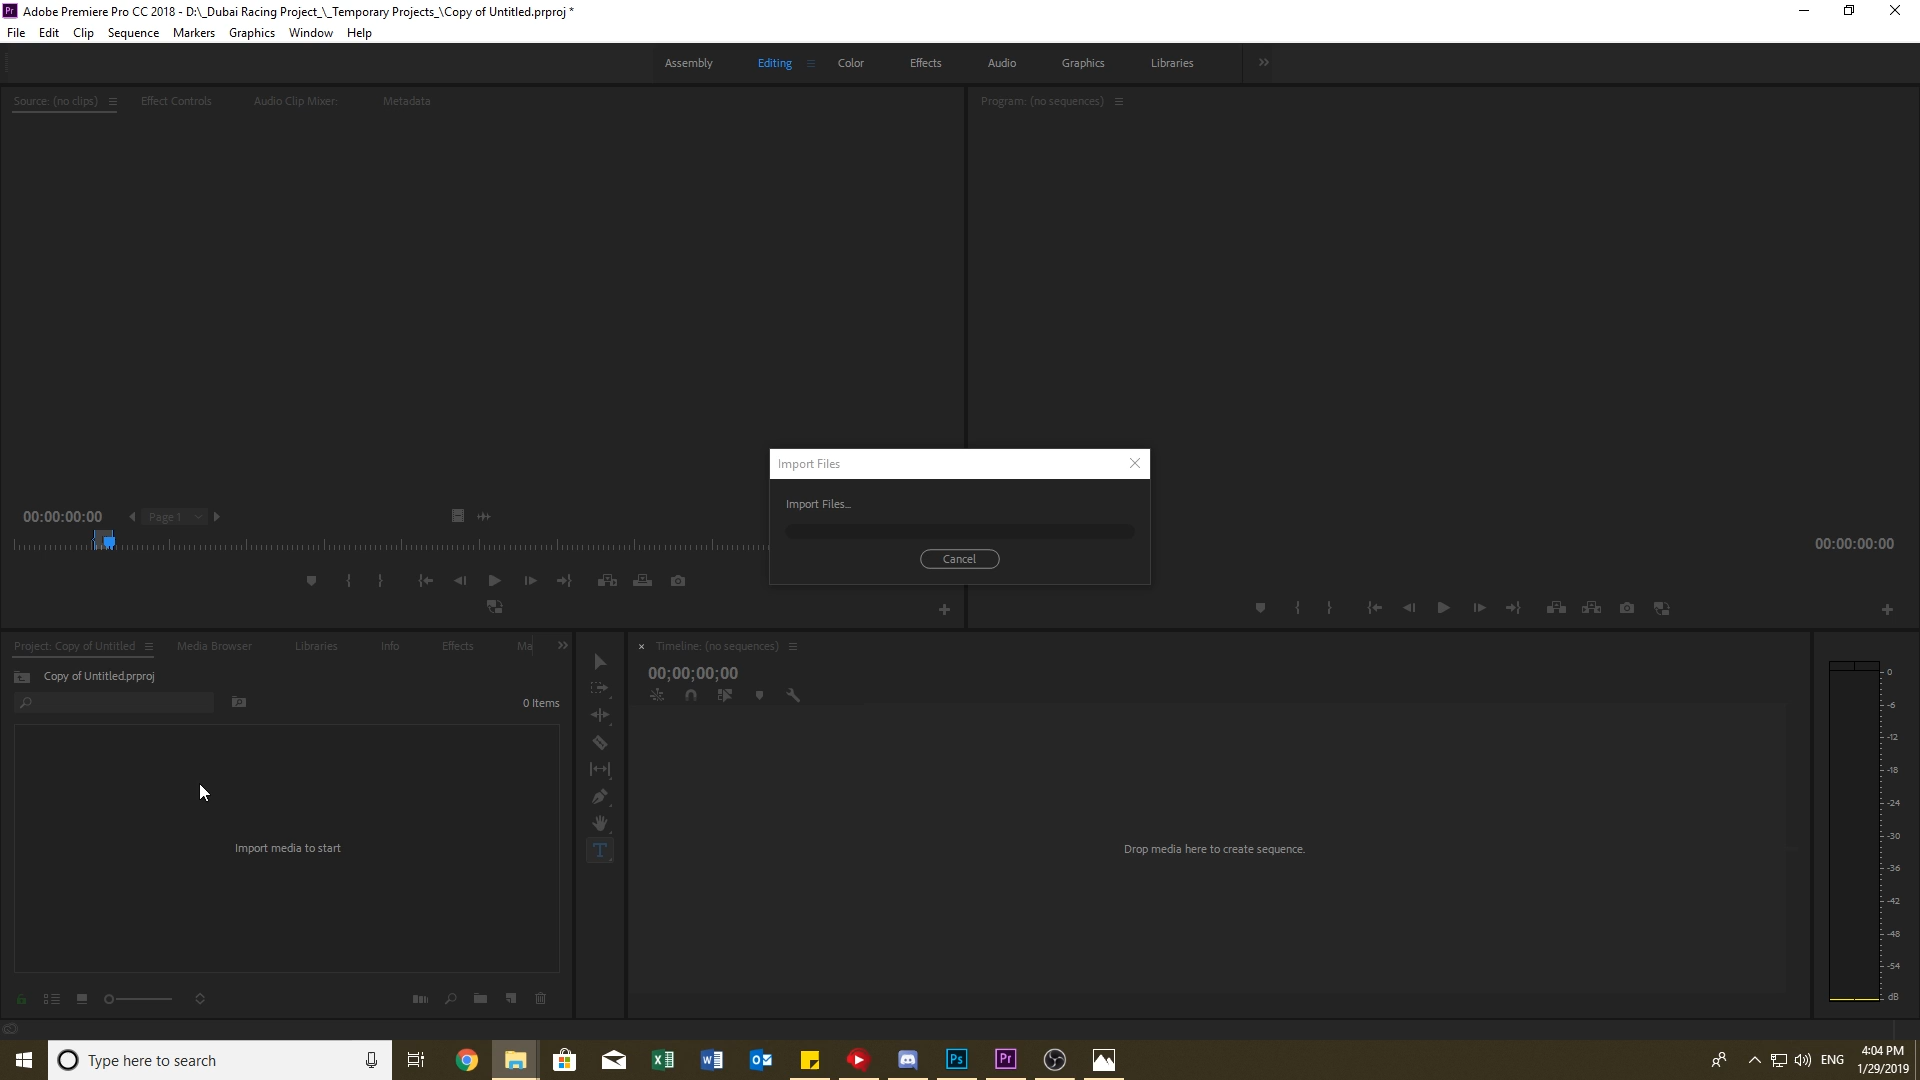 Adobe Premiere Pro CC 2018 - D:\_Dubai Racing Project_\_Temporary Projects_\Copy of Untitled.prproj *
File Edit Clip Sequence Markers Graphics Window Help
Assembly Editing Color Effects Audio Graphics Libraries
Source: (no clips) Effect Controls Audio Clip Mixer: Metadata
Program: (no sequences)
Import Files
Import Files...
Cancel
00:00:00:00 Page 1
00:00:00:00
Project: Copy of Untitled Media Browser Libraries Info Effects Ma
Copy of Untitled.prproj
0 Items
Import media to start
Timeline: (no sequences)
00;00;00;00
Drop media here to create sequence.
0
-6
-12
-18
-24
-30
-36
-42
-48
-54
dB
Type here to search
Ps
Pr
ENG
4:04 PM
1/29/2019